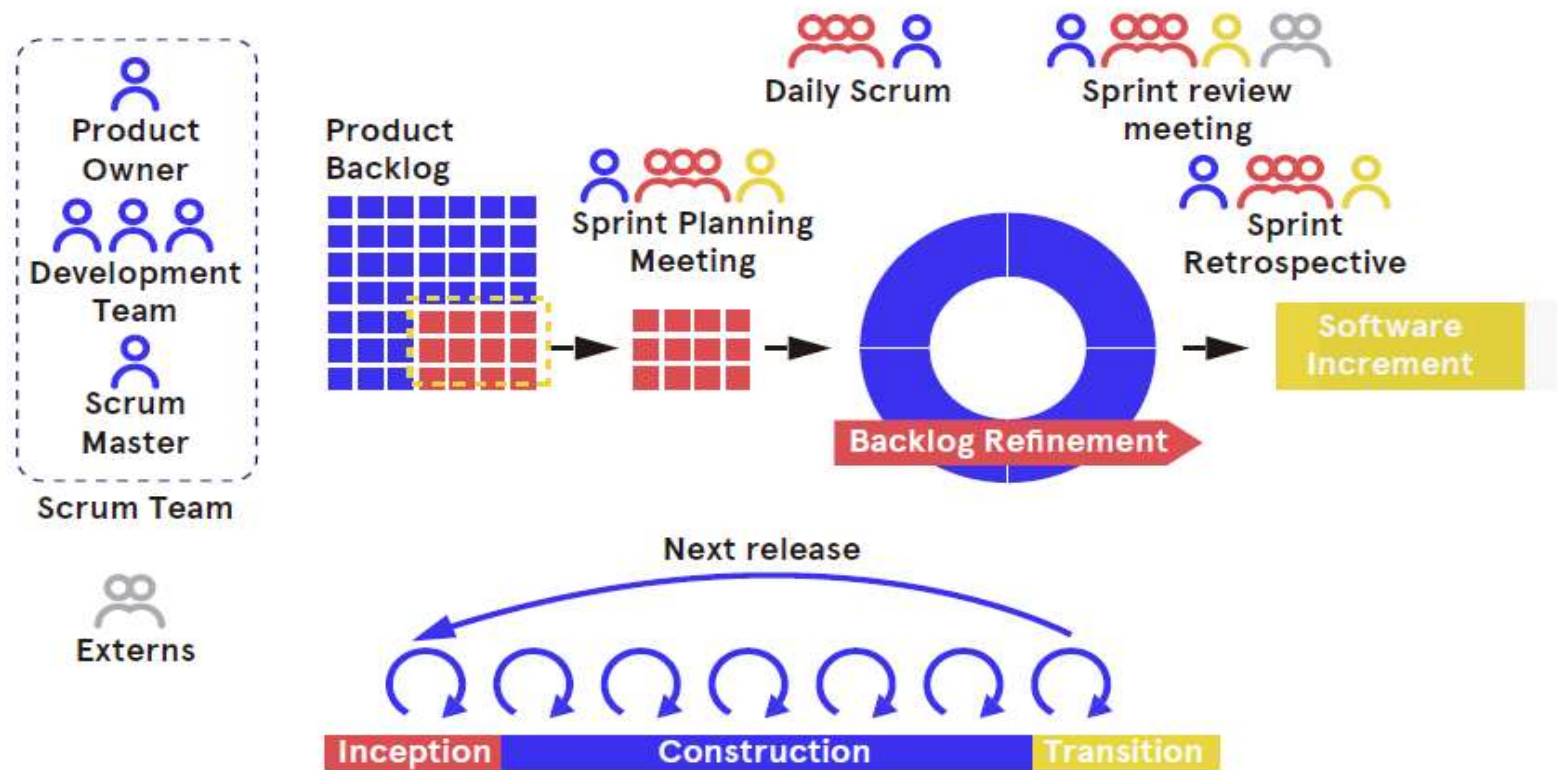 Product
Owner
Development
Team
Scrum
Master
Scrum Team
Externs
Product
Backlog
Sprint Planning
Meeting
Daily Scrum
Sprint review
meeting
Sprint
Retrospective
Software
Increment
Backlog Refinement
Next release
Inception
Construction
Transition